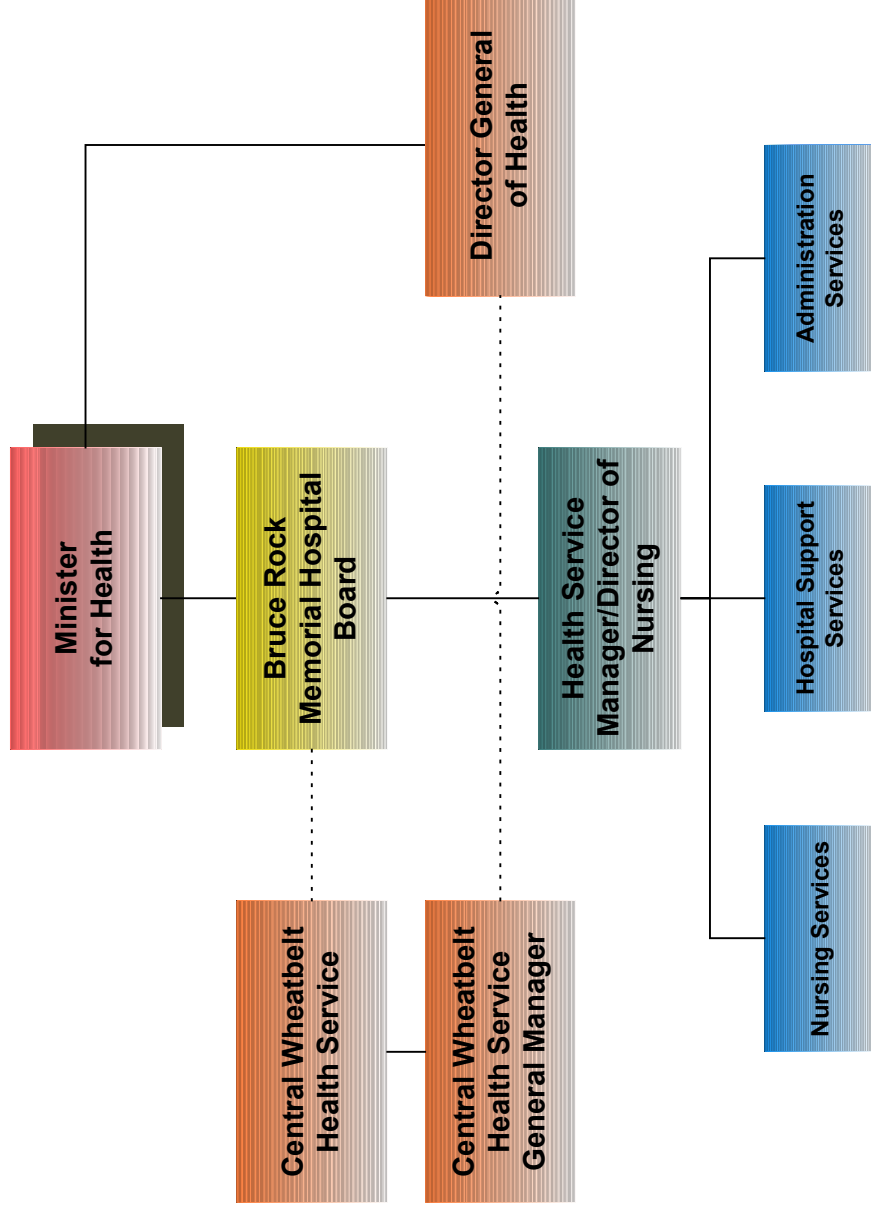 Minister
for Health
Bruce Rock
Memorial Hospital
Board
Central Wheatbelt
Health Service
Central Wheatbelt
Health Service
General Manager
Director General
of Health
Health Service
Manager/Director of
Nursing
Nursing Services
Hospital Support
Services
Administration
Services